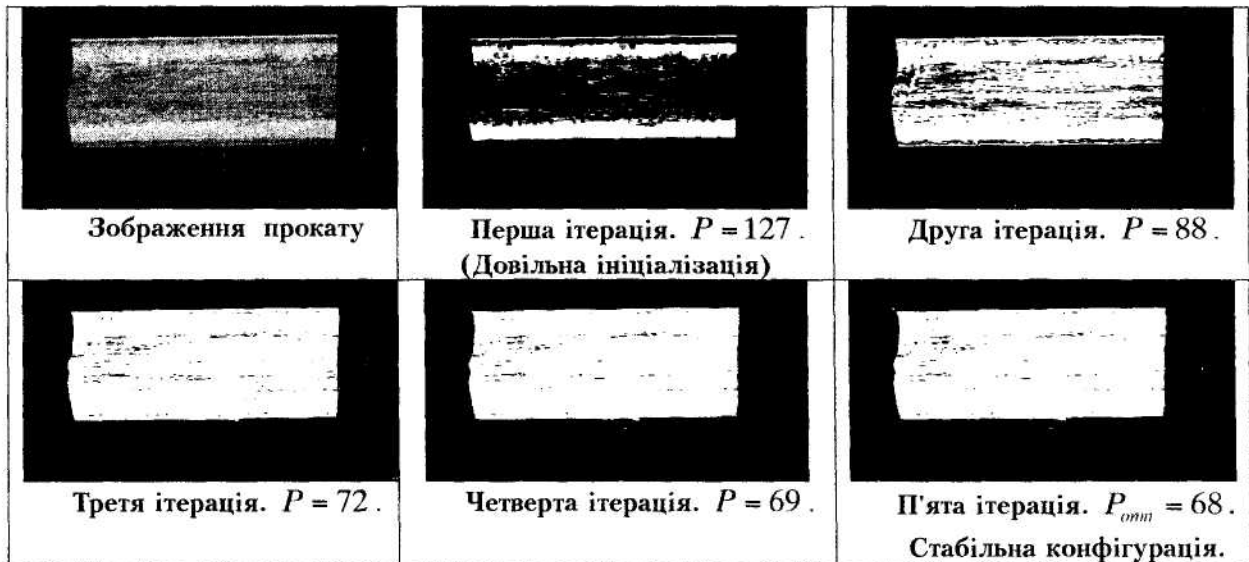 Зображення прокату
Перша ітерація. P = 127.
(Довільна ініціалізація)
Друга ітерація. P = 88.
Третя ітерація. P = 72.
Четверта ітерація. P = 69.
П'ята ітерація. Pопт = 68.
Стабільна конфігурація.